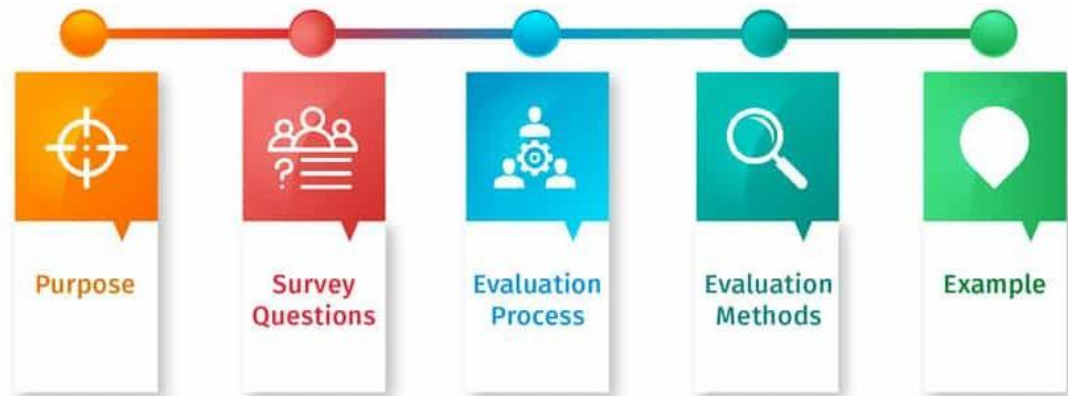 Purpose
Survey
Questions
Evaluation
Process
Evaluation
Methods
Example